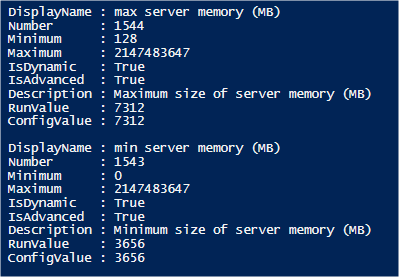 DisplayName : max server memory (MB)
Number      : 1544
Minimum     : 128
Maximum     : 2147483647
IsDynamic   : True
IsAdvanced  : True
Description : Maximum size of server memory (MB)
RunValue    : 7312
ConfigValue : 7312

DisplayName : min server memory (MB)
Number      : 1543
Minimum     : 0
Maximum     : 2147483647
IsDynamic   : True
IsAdvanced  : True
Description : Minimum size of server memory (MB)
RunValue    : 3656
ConfigValue : 3656